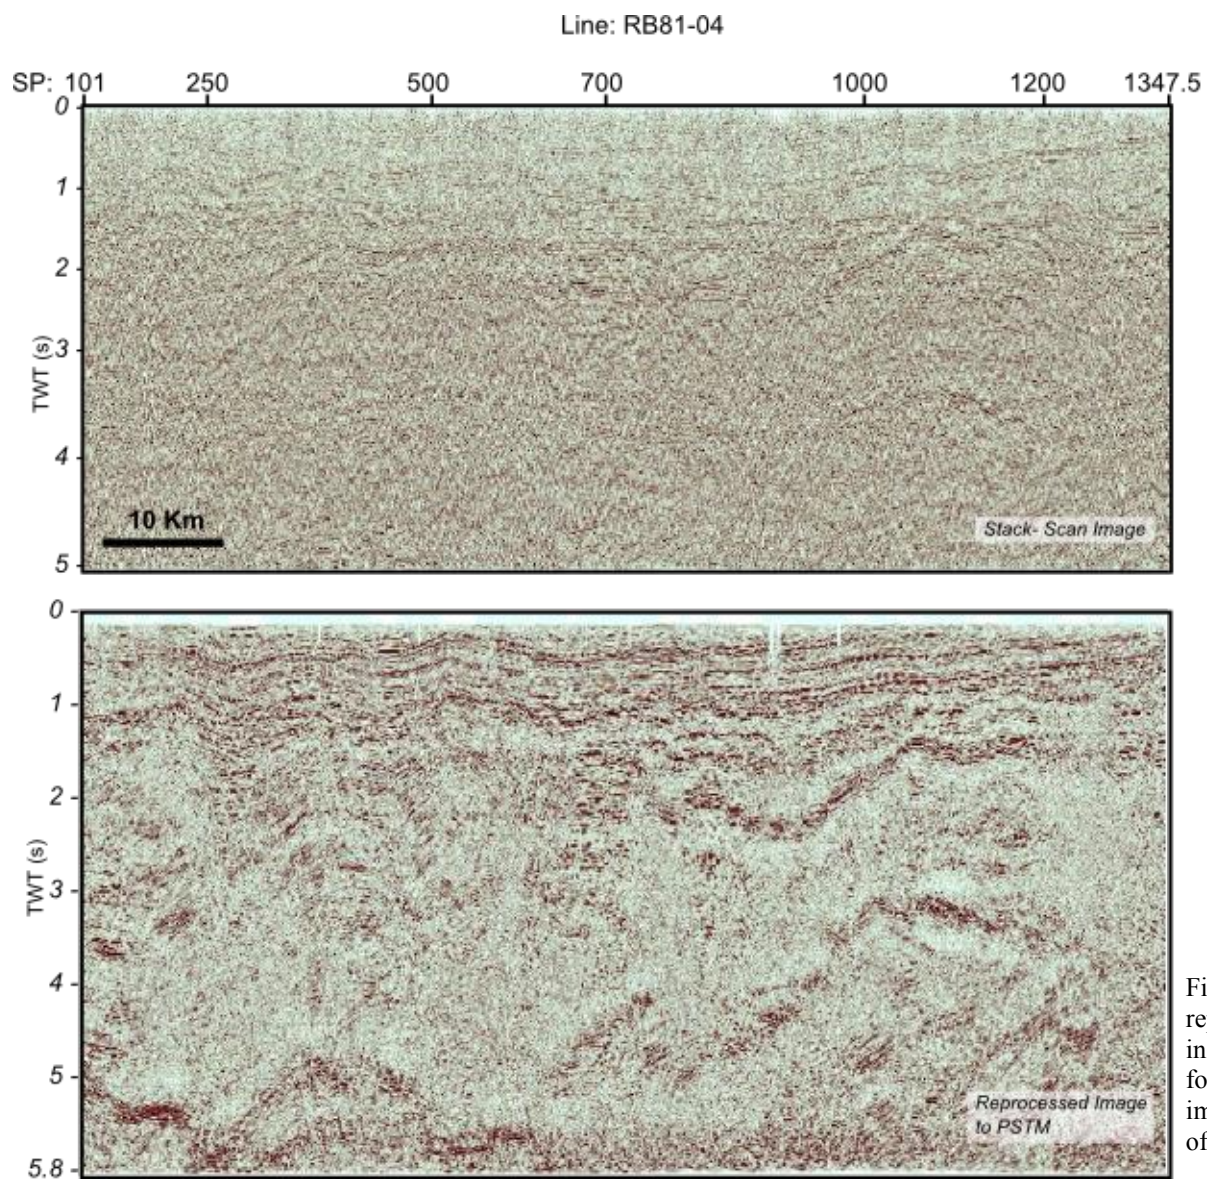 Line: RB81-04
SP: 101 250 500 700 1000 1200 1347.5
0
1
2
3
4
5
TWT (s)
10 Km
Stack- Scan Image
0
1
2
3
4
5
5.8
TWT (s)
Reprocessed Image
to PSTM
Fi
rep
in
fo
im
of